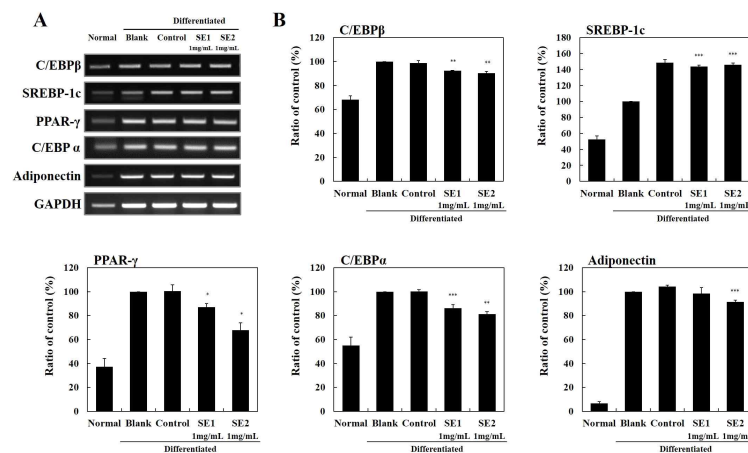 A
Differentiated
Normal Blank Control SE1 SE2
1mg/mL 1mg/mL
C/EBPβ
SREBP-1c
PPAR-γ
C/EBP α
Adiponectin
GAPDH
B
C/EBPβ
Ratio of control (%)
120
100
80
60
40
20
0
** **
Normal Blank Control SE1 SE2
1mg/mL 1mg/mL
Differentiated
SREBP-1c
Ratio of control (%)
180
160
140
120
100
80
60
40
20
0
*** ***
Normal Blank Control SE1 SE2
1mg/mL 1mg/mL
Differentiated
PPAR-γ
Ratio of control (%)
120
100
80
60
40
20
0
* *
Normal Blank Control SE1 SE2
1mg/mL 1mg/mL
Differentiated
C/EBPα
Ratio of control (%)
120
100
80
60
40
20
0
*** **
Normal Blank Control SE1 SE2
1mg/mL 1mg/mL
Differentiated
Adiponectin
Ratio of control (%)
120
100
80
60
40
20
0
***
Normal Blank Control SE1 SE2
1mg/mL 1mg/mL
Differentiated